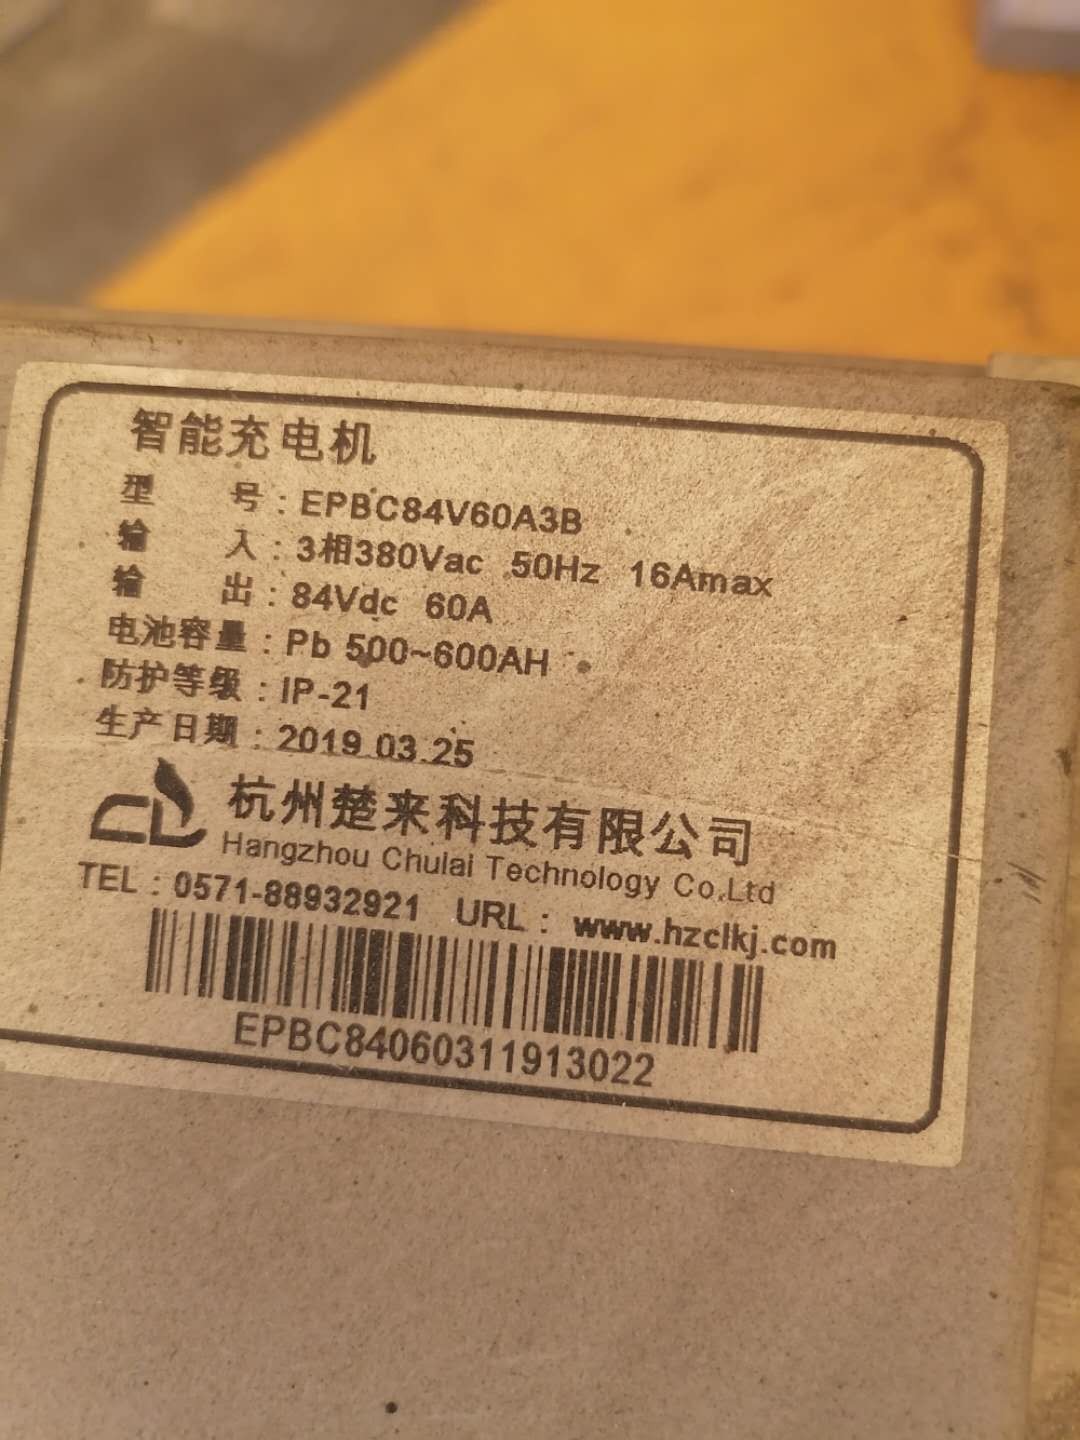 智能充电机
型 号：EPBC84V60A3B
输 入：3相380Vac 50Hz 16Amax
输 出：84Vdc 60A
电池容量：Pb 500~600AH
防护等级：IP-21
生产日期：2019.03.25
杭州楚来科技有限公司
Hangzhou Chulai Technology Co,Ltd
TEL：0571-88932921 URL：www.hzclkj.com
EPBC84060311913022